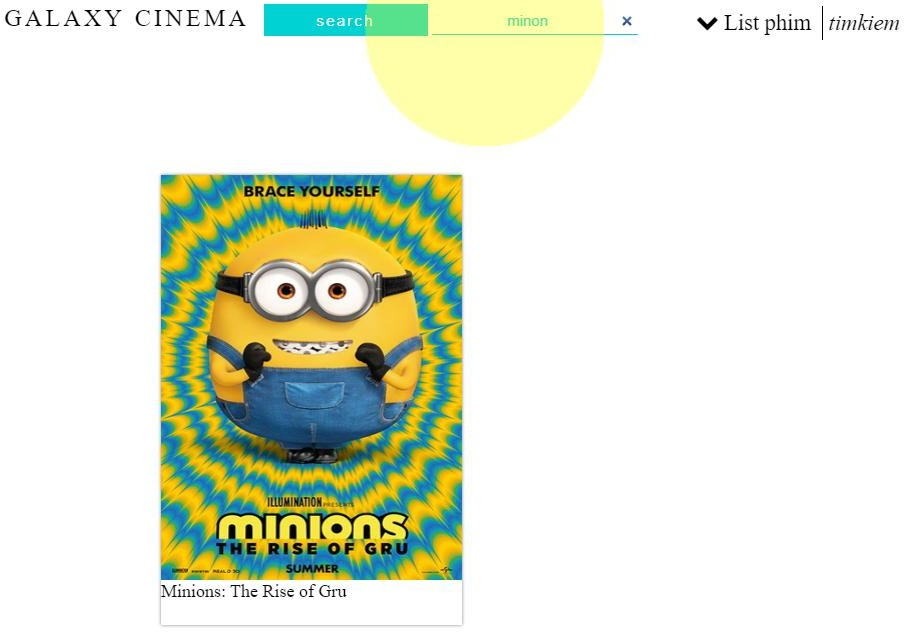 GALAXY CINEMA
search
minon
×
List phim
timkiem
BRACE YOURSELF
ILLUMINATION PRESENTS
minions
THE RISE OF GRU
SUMMER
Minions: The Rise of Gru